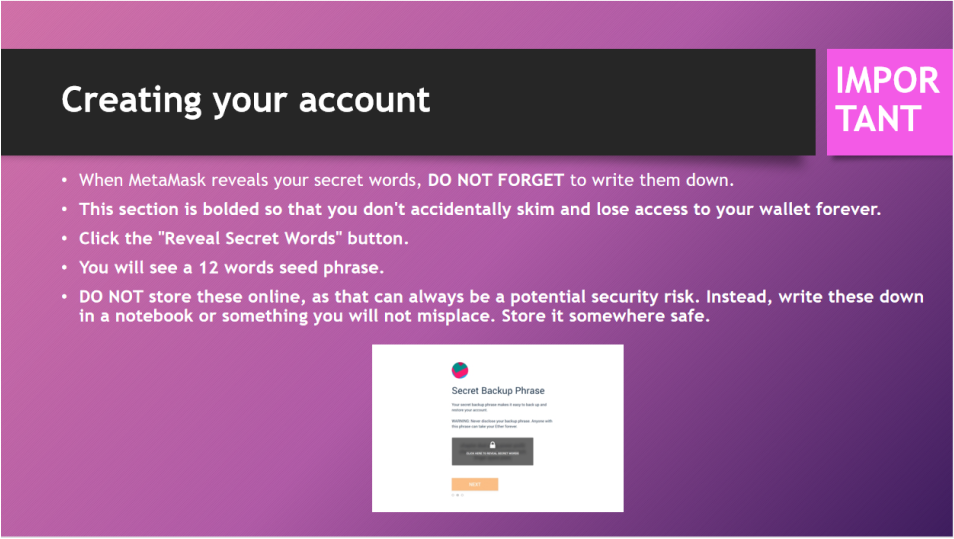 Creating your account
IMPOR
TANT
• When MetaMask reveals your secret words, DO NOT FORGET to write them down.
• This section is bolded so that you don't accidentally skim and lose access to your wallet forever.
• Click the "Reveal Secret Words" button.
• You will see a 12 words seed phrase.
• DO NOT store these online, as that can always be a potential security risk. Instead, write these down
in a notebook or something you will not misplace. Store it somewhere safe.
Secret Backup Phrase
Your secret backup phrase makes it easy to back up and
restore your account.
WARNING: Never disclose your backup phrase. Anyone with
this phrase can take your Ether forever.
CLICK HERE TO REVEAL SECRET WORDS
NEXT